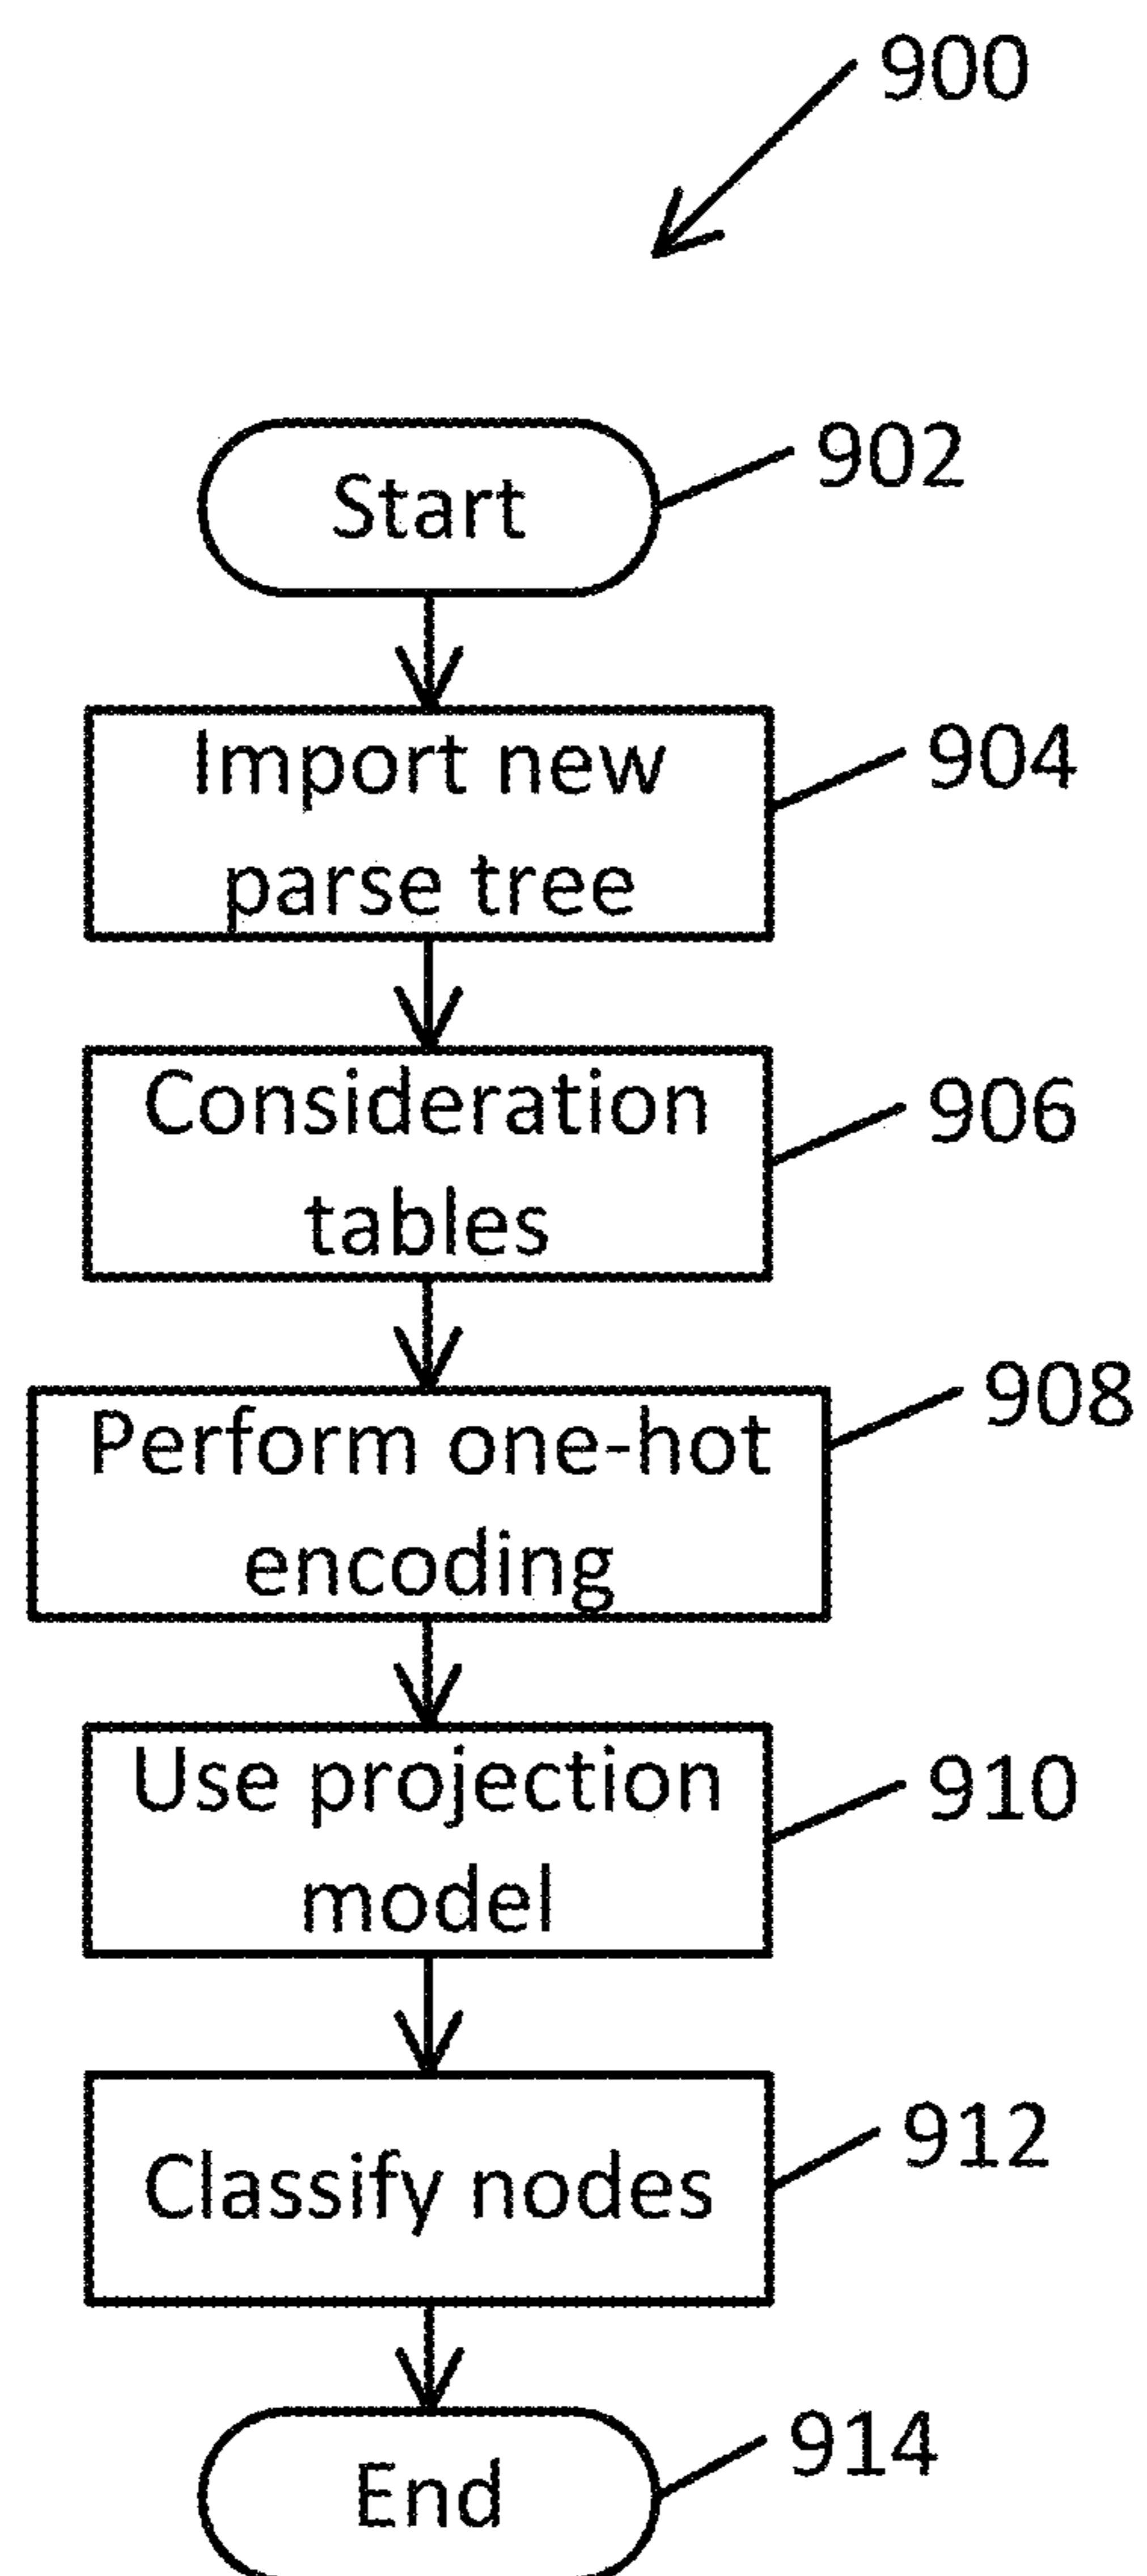 900
Start
902
Import new
parse tree
904
Consideration
tables
906
Perform one-hot
encoding
908
Use projection
model
910
Classify nodes
912
End
914